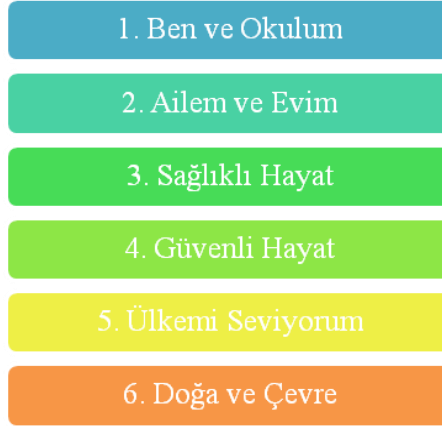 1. Ben ve Okulum
2. Ailem ve Evim
3. Sağlıklı Hayat
4. Güvenli Hayat
5. Ülkemi Seviyorum
6. Doğa ve Çevre